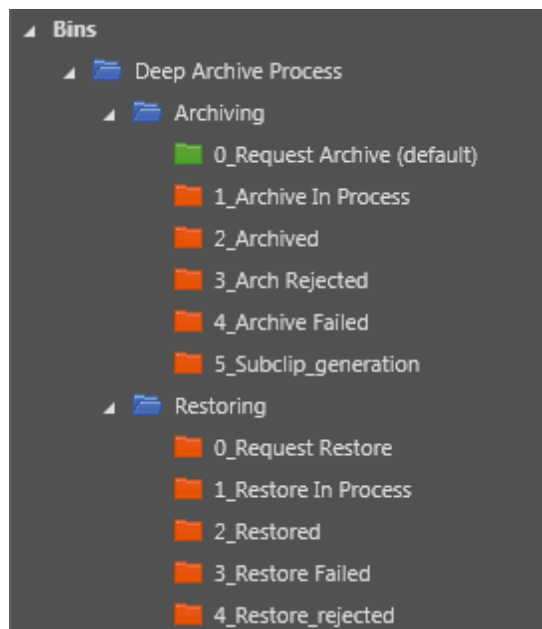 Bins
Deep Archive Process
Archiving
0_Request Archive (default)
1_Archive In Process
2_Archived
3_Arch Rejected
4_Archive Failed
5_Subclip_generation
Restoring
0_Request Restore
1_Restore In Process
2_Restored
3_Restore Failed
4_Restore_rejected